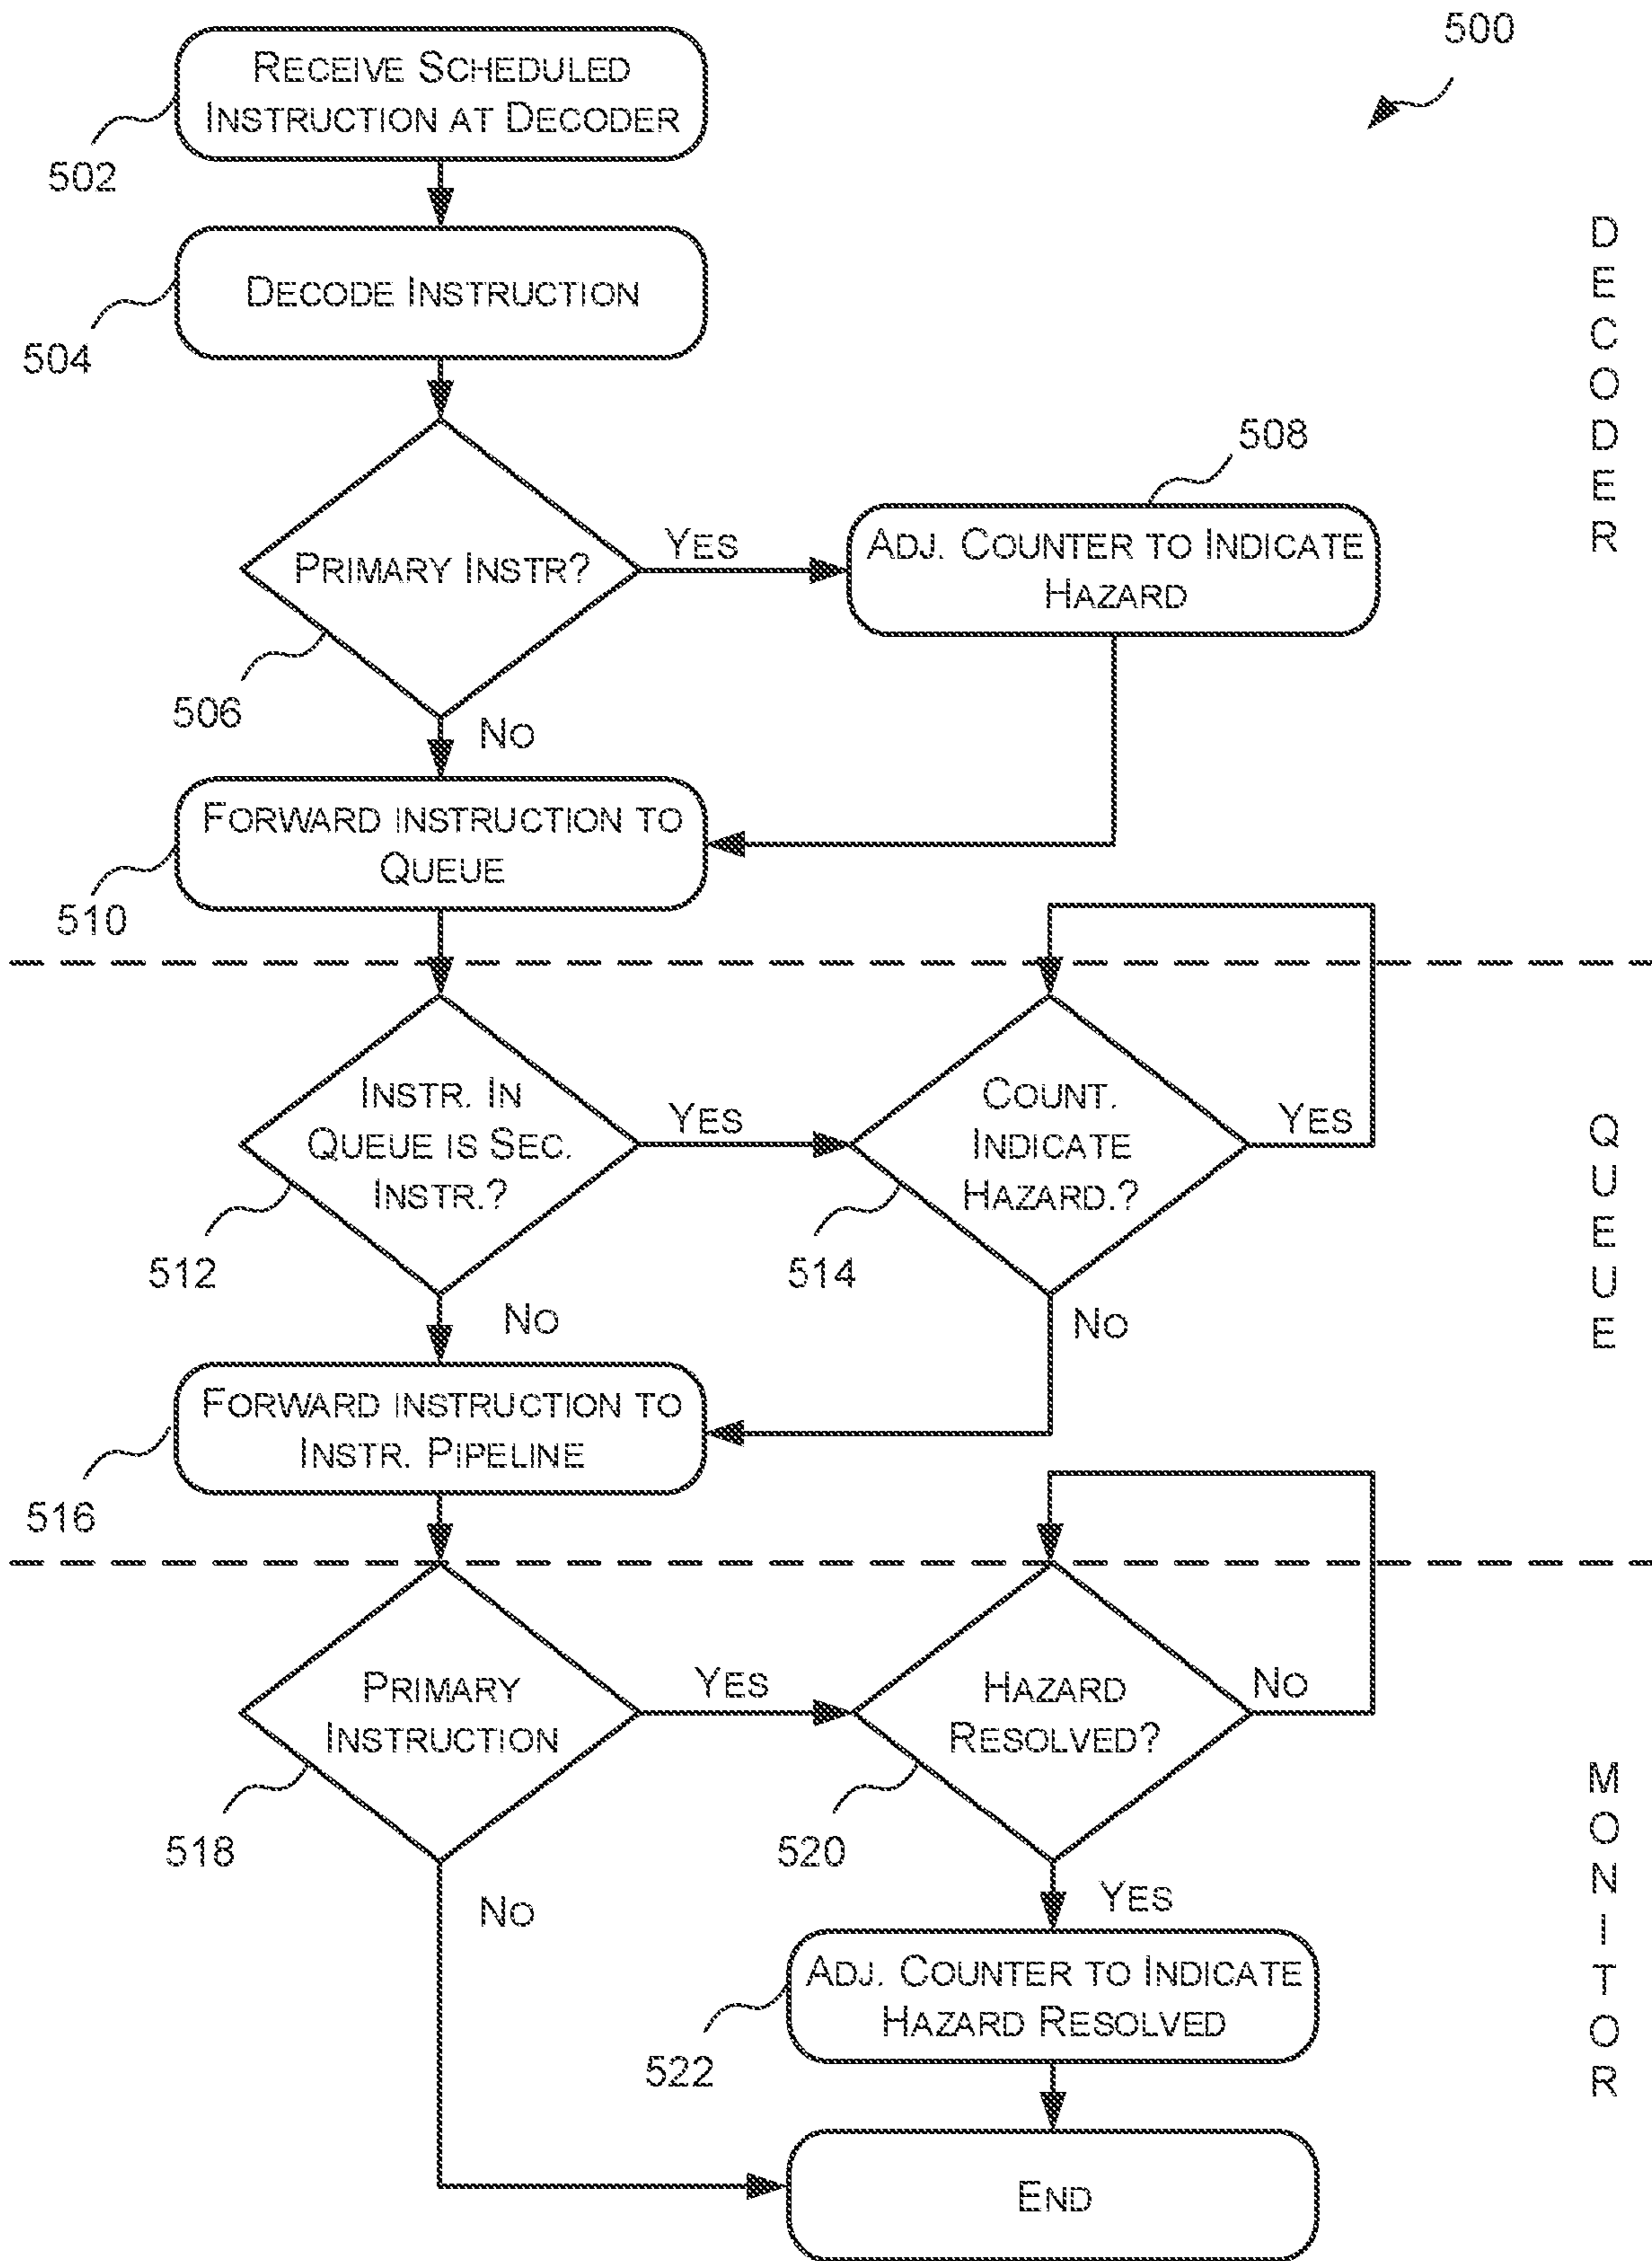 500
RECEIVE SCHEDULED
INSTRUCTION AT DECODER
502
DECODE INSTRUCTION
504
DECODER
508
PRIMARY INSTR?
YES
ADJ. COUNTER TO INDICATE
HAZARD
506
NO
FORWARD INSTRUCTION TO
QUEUE
510
INSTR. IN
QUEUE IS SEC.
INSTR.?
YES
COUNT.
INDICATE
HAZARD.?
YES
QUEUE
512
514
NO
NO
FORWARD INSTRUCTION TO
INSTR. PIPELINE
516
PRIMARY
INSTRUCTION
YES
HAZARD
RESOLVED?
NO
MONITOR
518
520
NO
YES
ADJ. COUNTER TO INDICATE
HAZARD RESOLVED
522
END